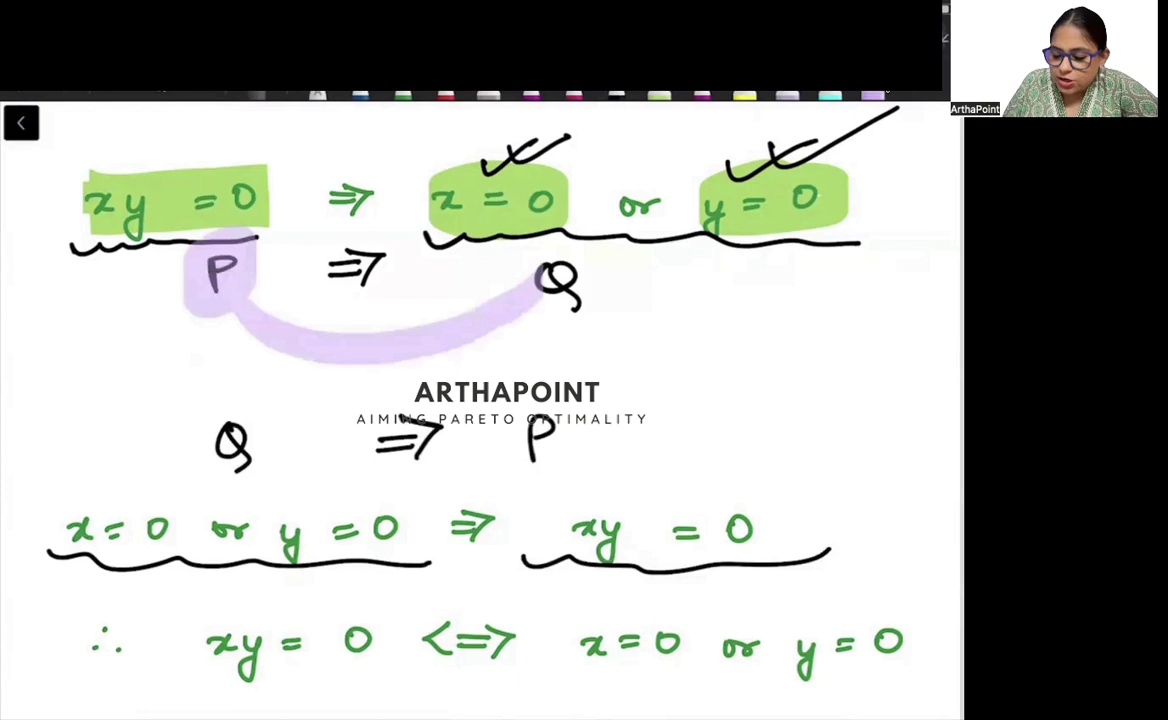 ArthaPoint
xy = 0 ⇒ x = 0 or y = 0
P ⇒ Q
ARTHAPOINT
AIMING PARETO OPTIMALITY
Q ⇒ P
x = 0 or y = 0 ⇒ xy = 0
∴ xy = 0 <=> x = 0 or y = 0